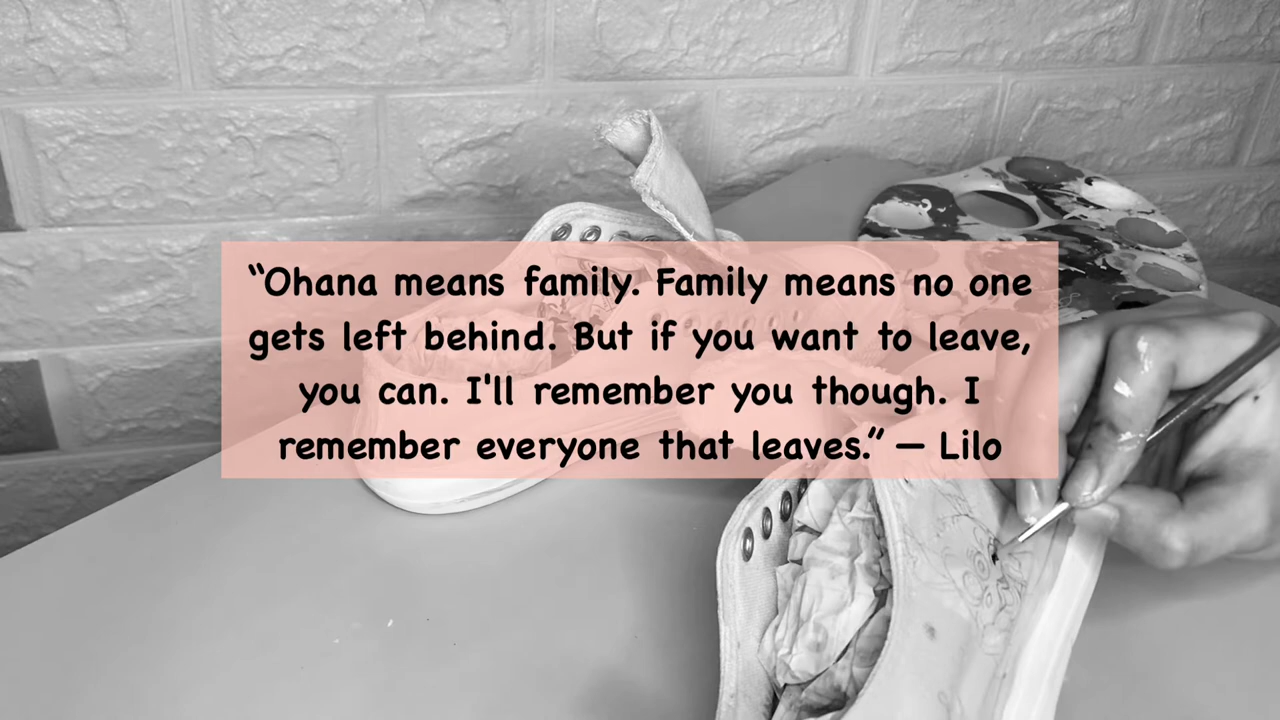 “Ohana means family. Family means no one
gets left behind. But if you want to leave,
you can. I'll remember you though. I
remember everyone that leaves.” — Lilo